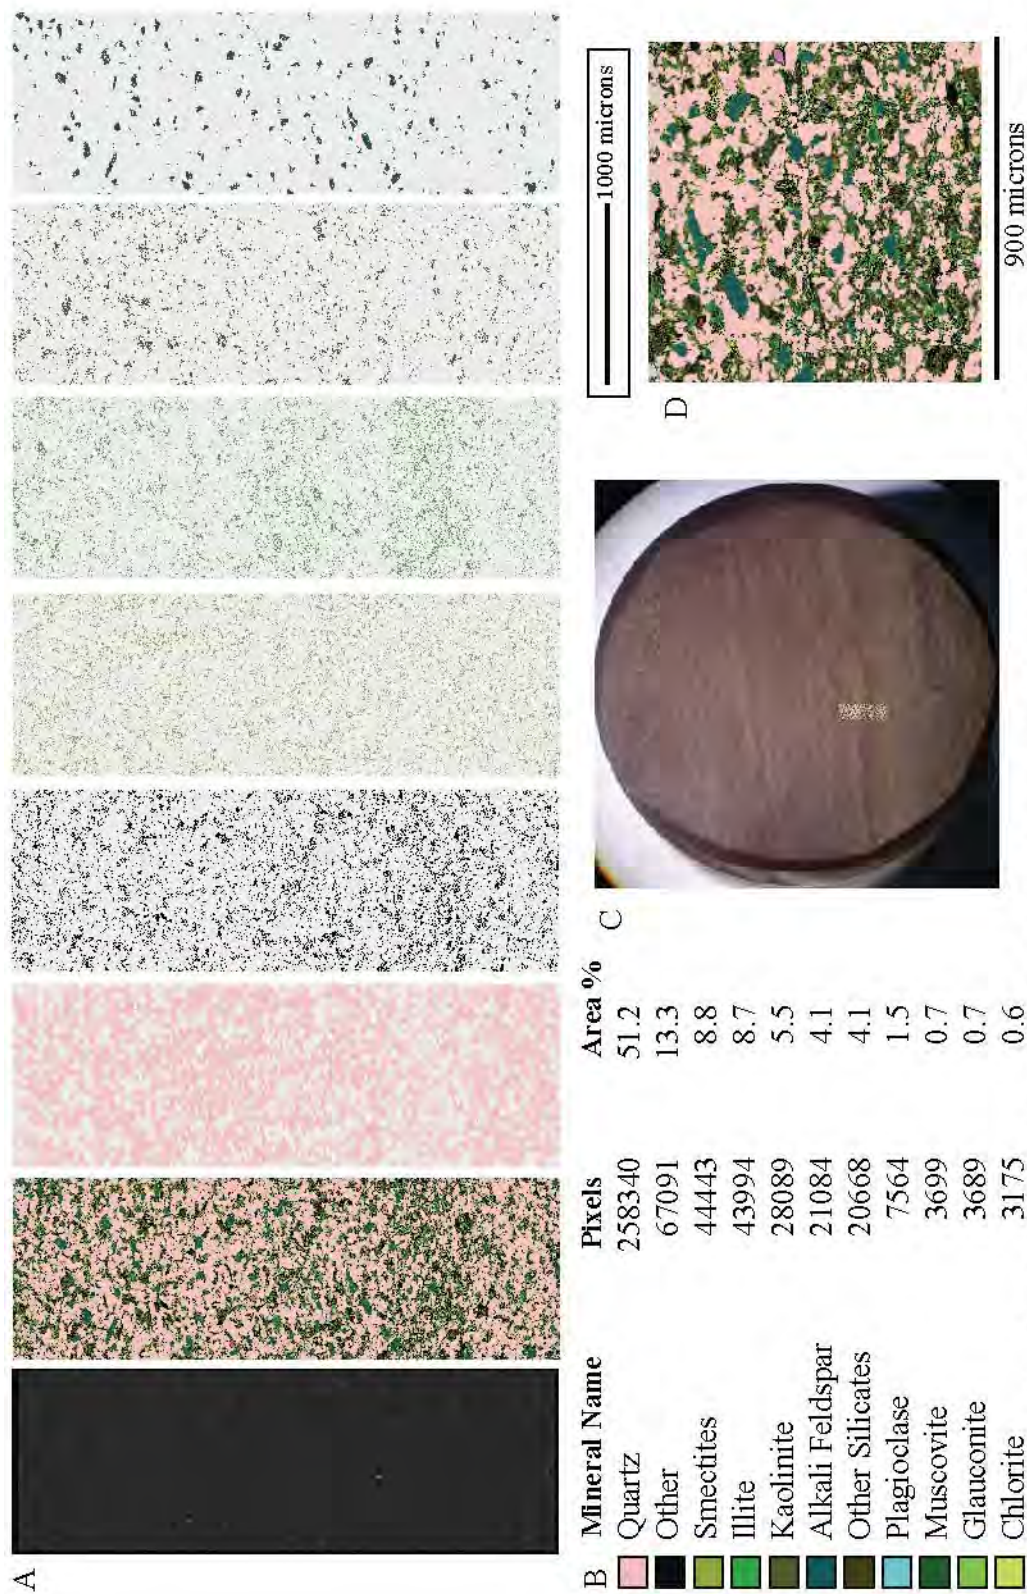 A
B
Mineral Name Pixels Area %
Quartz 258340 51.2
Other 67091 13.3
Smectites 44443 8.8
Illite 43994 8.7
Kaolinite 28089 5.5
Alkali Feldspar 21084 4.1
Other Silicates 20668 4.1
Plagioclase 7564 1.5
Muscovite 3699 0.7
Glauconite 3689 0.7
Chlorite 3175 0.6
C
1000 microns
D
900 microns